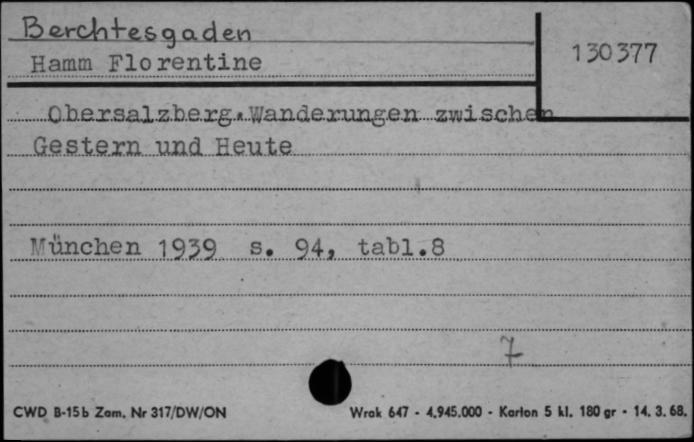 Berchtesgaden
Hamm Florentine
130377
Obersalzberg.Wanderungen zwischen
Gestern und Heute
München 1939 s. 94, tabl.8
7
CWD B-15b Zam. Nr 317/DW/ON
Wrak 647 - 4.945.000 - Karton 5 kl. 180 gr - 14. 3. 68.